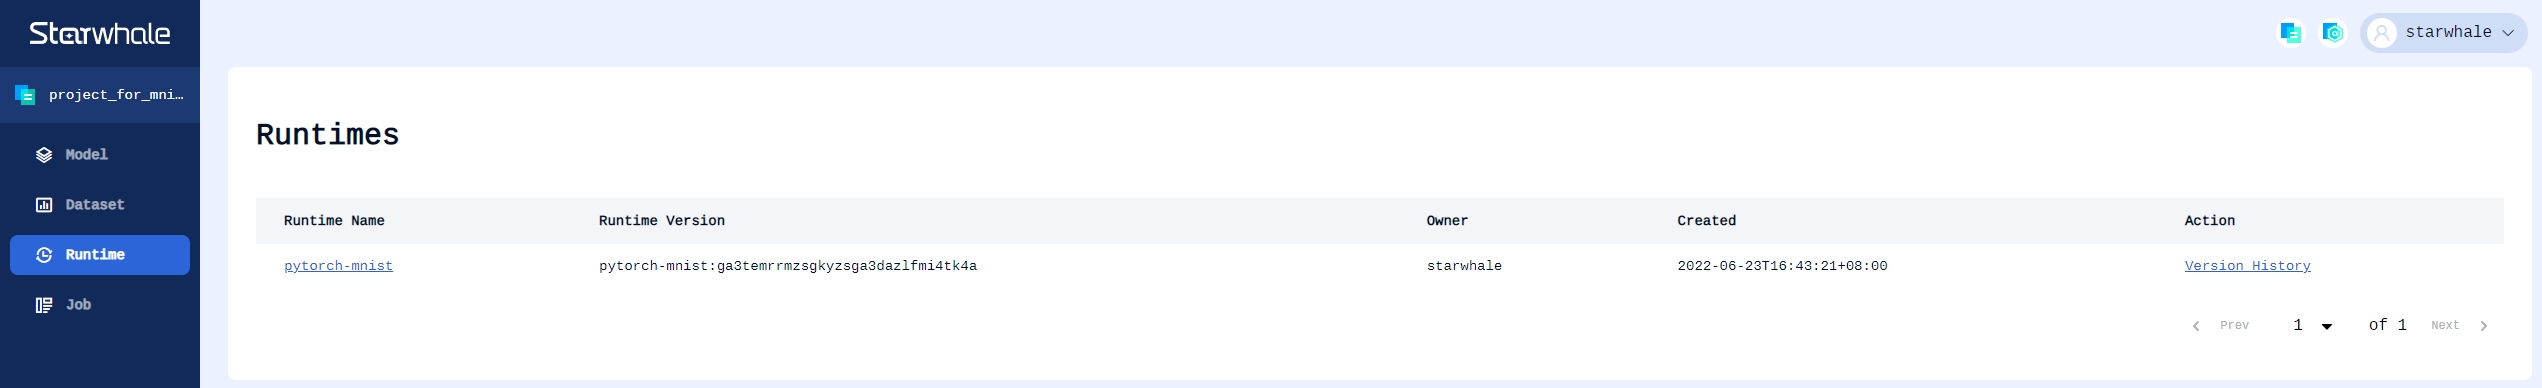 Starwhale
starwhale
project_for_mni…
Model
Dataset
Runtime
Job
Runtimes
Runtime Name Runtime Version Owner Created Action
pytorch-mnist pytorch-mnist:ga3temrrmzsgkyzsga3dazlfmi4tk4a starwhale 2022-06-23T16:43:21+08:00 Version History
Prev 1 of 1 Next